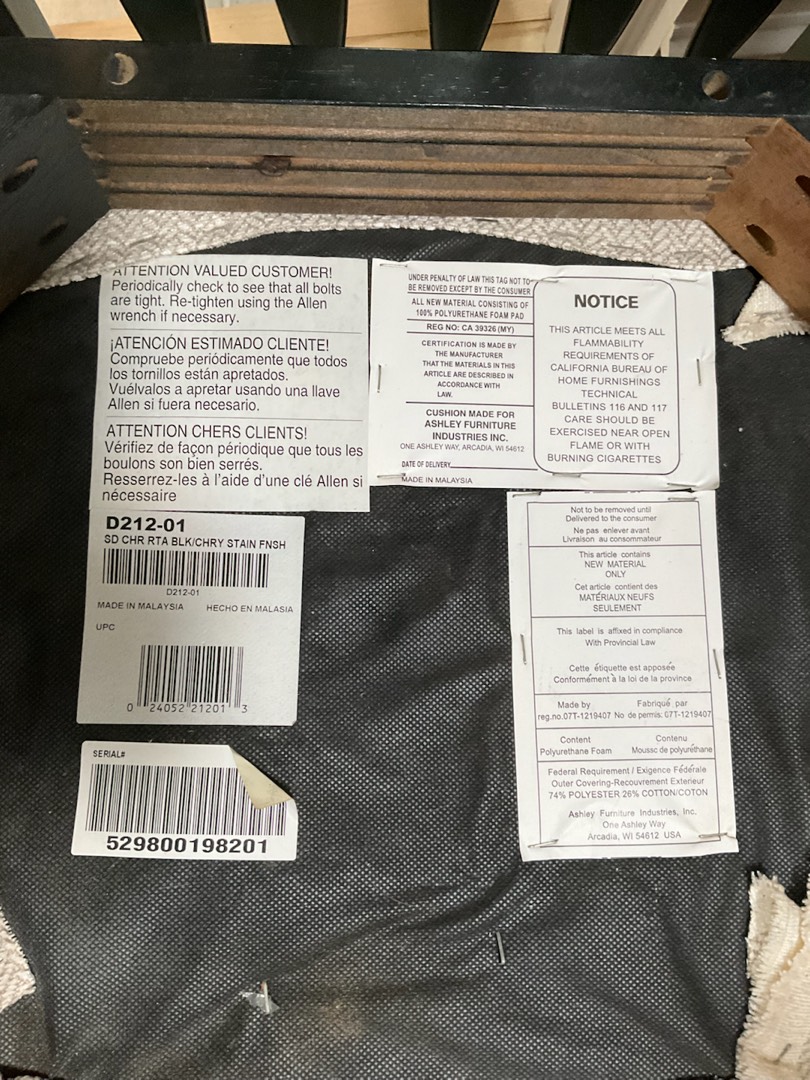 ATTENTION VALUED CUSTOMER!
Periodically check to see that all bolts
are tight. Re-tighten using the Allen
wrench if necessary.
¡ATENCIÓN ESTIMADO CLIENTE!
Compruebe periódicamente que todos
los tornillos están apretados.
Vuélvalos a apretar usando una llave
Allen si fuera necesario.
ATTENTION CHERS CLIENTS!
Vérifiez de façon périodique que tous les
boulons son bien serrés.
Resserrez-les à l'aide d'une clé Allen si
nécessaire
UNDER PENALTY OF LAW THIS TAG NOT TO
BE REMOVED EXCEPT BY THE CONSUMER
ALL NEW MATERIAL CONSISTING OF
100% POLYURETHANE FOAM PAD
REG NO: CA 39326 (MY)
CERTIFICATION IS MADE BY
THE MANUFACTURER
THAT THE MATERIALS IN THIS
ARTICLE ARE DESCRIBED IN
ACCORDANCE WITH
LAW.
CUSHION MADE FOR
ASHLEY FURNITURE
INDUSTRIES INC.
ONE ASHLEY WAY, ARCADIA, WI 54612
DATE OF DELIVERY
MADE IN MALAYSIA
NOTICE
THIS ARTICLE MEETS ALL
FLAMMABILITY
REQUIREMENTS OF
CALIFORNIA BUREAU OF
HOME FURNISHINGS
TECHNICAL
BULLETINS 116 AND 117
CARE SHOULD BE
EXERCISED NEAR OPEN
FLAME OR WITH
BURNING CIGARETTES
D212-01
SD CHR RTA BLK/CHRY STAIN FNSH
D212-01
MADE IN MALAYSIA HECHO EN MALASIA
UPC
0 24052 21201 3
SERIAL#
529800198201
Not to be removed until
Delivered to the consumer
Ne pas enlever avant
Livraison au consommateur
This article contains
NEW MATERIAL
ONLY
Cet article contient des
MATÉRIAUX NEUFS
SEULEMENT
This label is affixed in compliance
With Provincial Law
Cette étiquette est apposée
Conformément à la loi de la province
Made by Fabriqué par
reg.no.07T-1219407 No de permis: 07T-1219407
Content Contenu
Polyurethane Foam Mousse de polyuréthane
Federal Requirement / Exigence Fédérale
Outer Covering-Recouvrement Exterieur
74% POLYESTER 26% COTTON/COTON
Ashley Furniture Industries, Inc.
One Ashley Way
Arcadia, WI 54612 USA